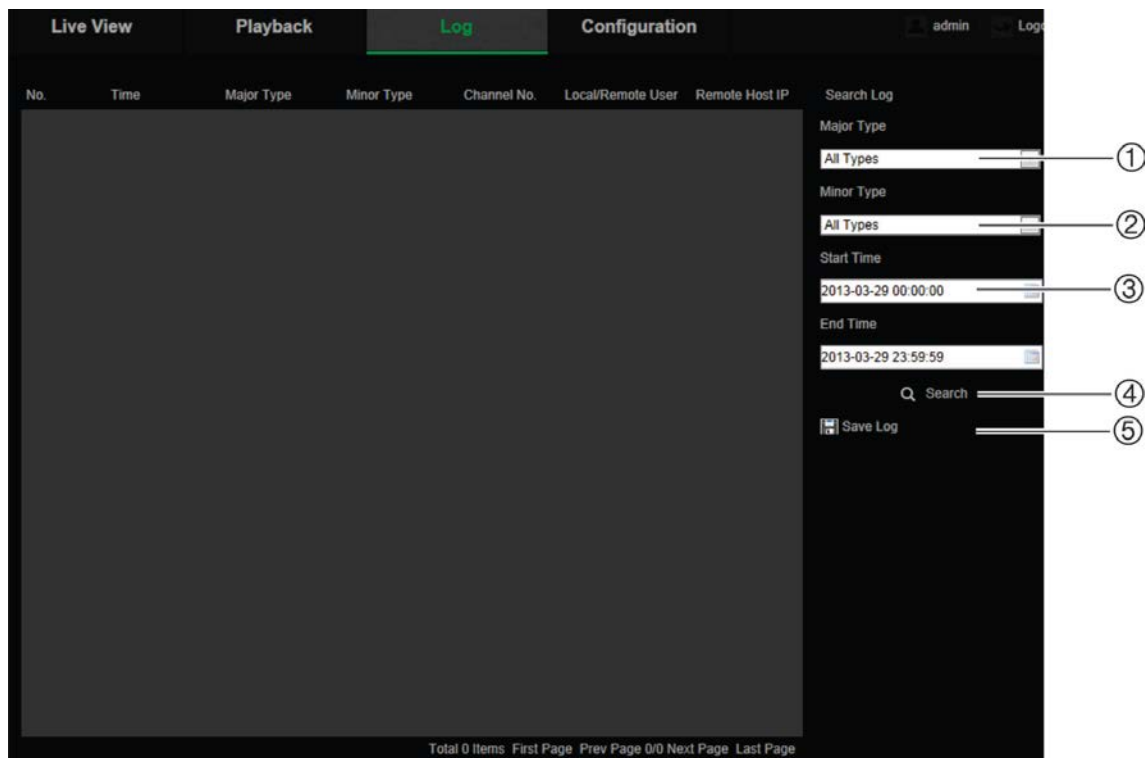 Live View Playback Log Configuration admin
No. Time Major Type Minor Type Channel No. Local/Remote User Remote Host IP Search Log
Major Type
All Types ①
Minor Type
All Types ②
Start Time
2013-03-29 00:00:00 ③
End Time
2013-03-29 23:59:59
Search ④
Save Log ⑤
Total 0 Items First Page Prev Page 0/0 Next Page Last Page